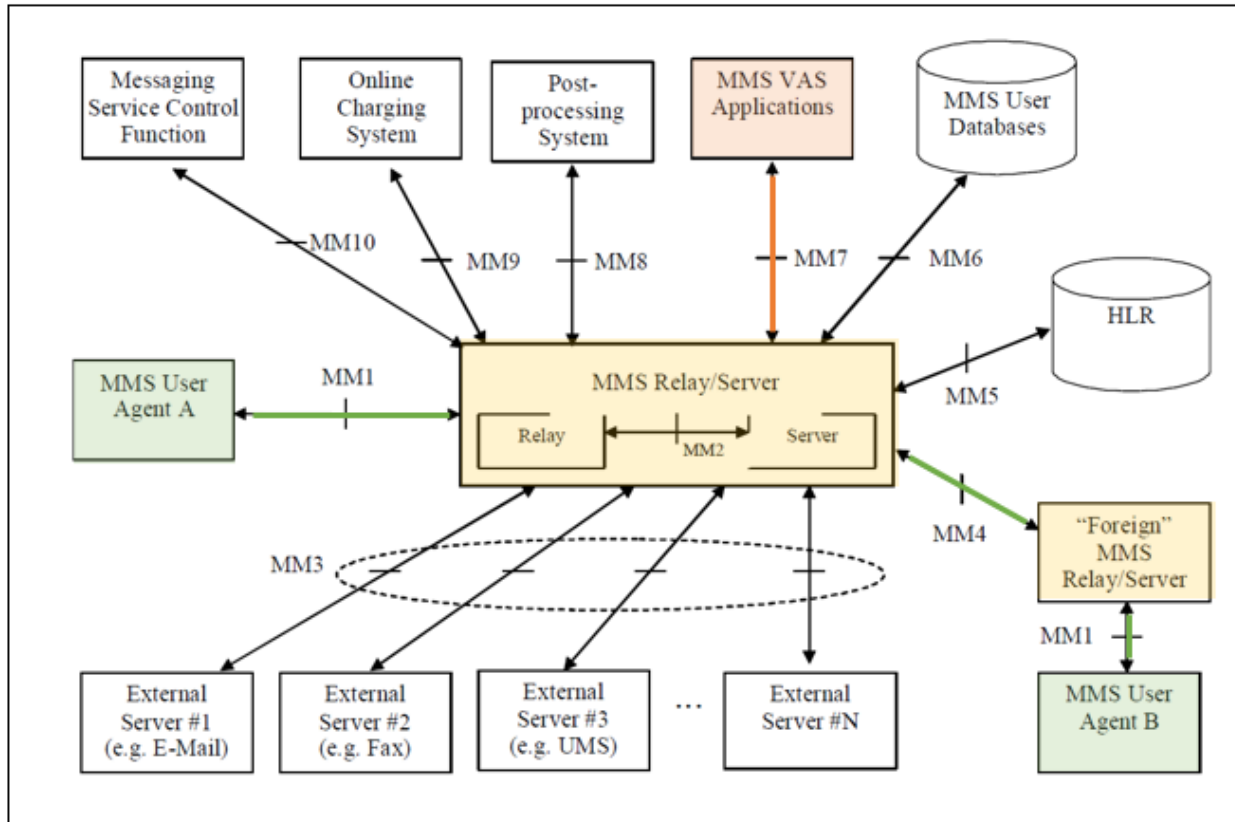 Messaging
Service Control
Function
Online
Charging
System
Post-
processing
System
MMS VAS
Applications
MMS User
Databases
MM10
MM9
MM8
MM7
MM6
HLR
MMS User
Agent A
MM1
MMS Relay/Server
Relay
MM2
Server
MM5
MM4
"Foreign"
MMS
Relay/Server
MM3
MM1
External
Server #1
(e.g. E-Mail)
External
Server #2
(e.g. Fax)
External
Server #3
(e.g. UMS)
...
External
Server #N
MMS User
Agent B